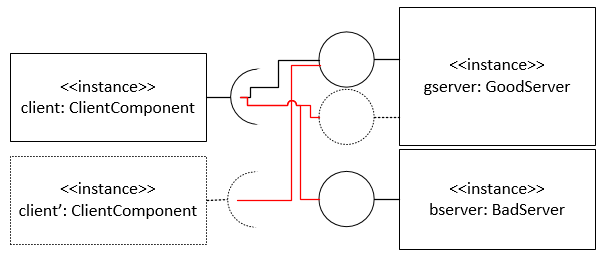 <<instance>>
client: ClientComponent
<<instance>>
client’: ClientComponent
<<instance>>
gserver: GoodServer
<<instance>>
bserver: BadServer